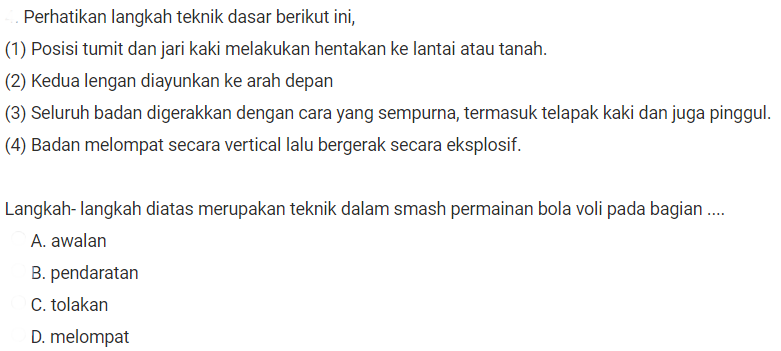 . Perhatikan langkah teknik dasar berikut ini,
(1) Posisi tumit dan jari kaki melakukan hentakan ke lantai atau tanah.
(2) Kedua lengan diayunkan ke arah depan
(3) Seluruh badan digerakkan dengan cara yang sempurna, termasuk telapak kaki dan juga pinggul.
(4) Badan melompat secara vertical lalu bergerak secara eksplosif.
Langkah- langkah diatas merupakan teknik dalam smash permainan bola voli pada bagian ....
A. awalan
B. pendaratan
C. tolakan
D. melompat